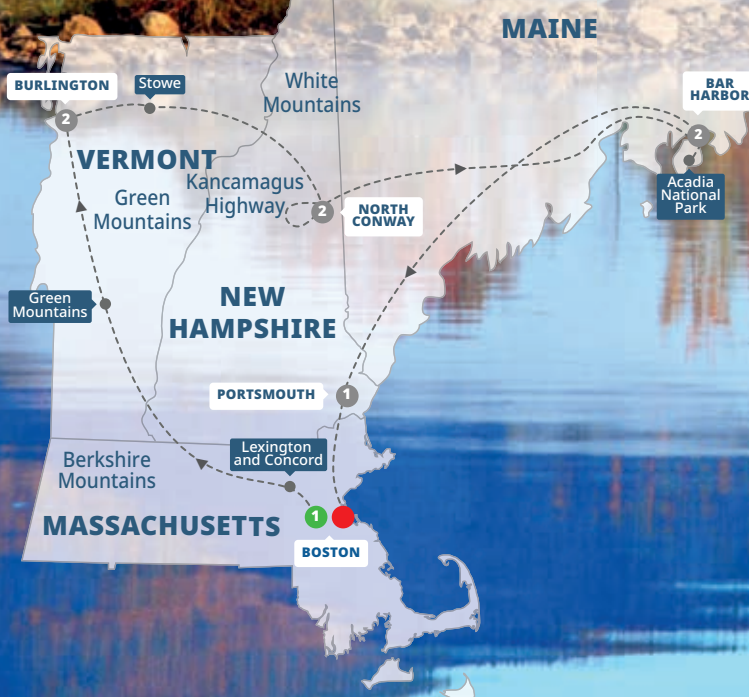 MAINE
BURLINGTON
Stowe
White
Mountains
BAR
HARBOR
2
2
VERMONT
Kancamagus
Highway
Green
Mountains
2
NORTH
CONWAY
Acadia
National
Park
Green
Mountains
NEW
HAMPSHIRE
PORTSMOUTH
1
Lexington
and Concord
Berkshire
Mountains
MASSACHUSETTS
1
BOSTON